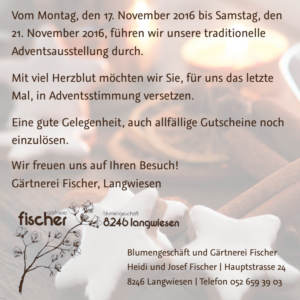 Vom Montag, den 17. November 2016 bis Samstag, den
21. November 2016, führen wir unsere traditionelle
Adventsausstellung durch.
Mit viel Herzblut möchten wir Sie, für uns das letzte
Mal, in Adventsstimmung versetzen.
Eine gute Gelegenheit, auch allfällige Gutscheine noch
einzulösen.
Wir freuen uns auf Ihren Besuch!
Gärtnerei Fischer, Langwiesen
gärtnerei
fischer blumengeschäft
8246 langwiesen
Blumengeschäft und Gärtnerei Fischer
Heidi und Josef Fischer | Hauptstrasse 24
8246 Langwiesen | Telefon 052 659 39 03